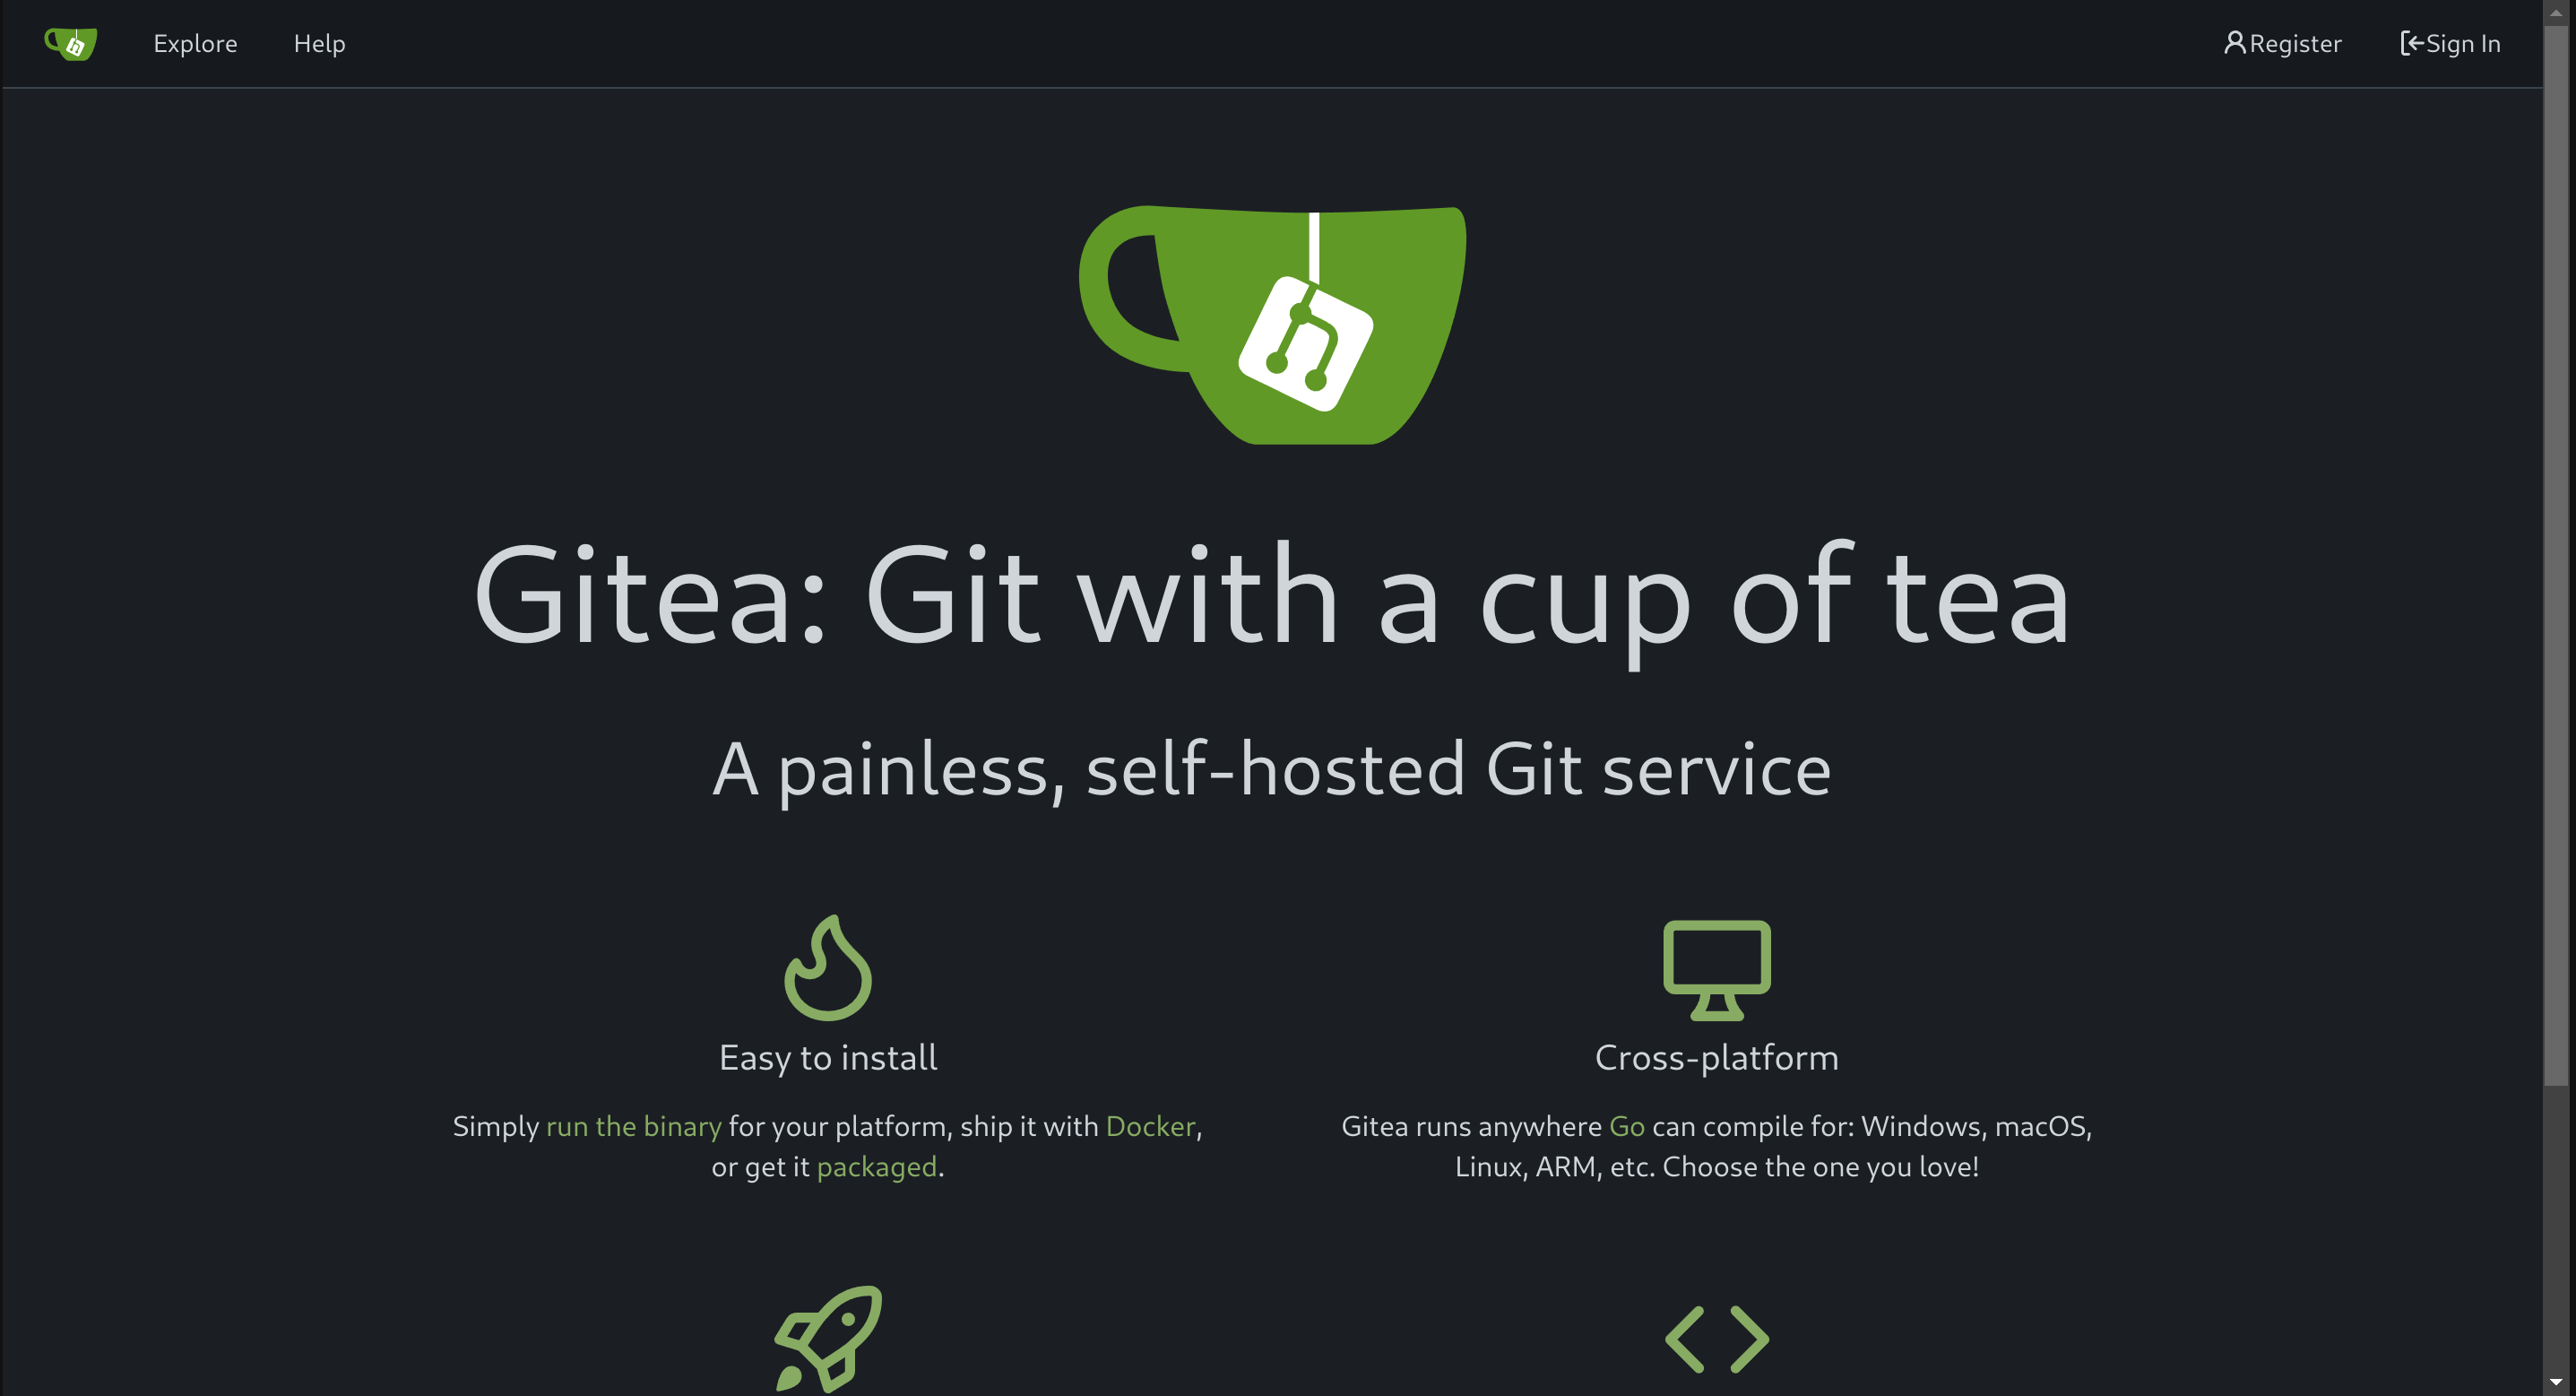 Explore Help Register Sign In
Gitea: Git with a cup of tea
A painless, self-hosted Git service
Easy to install
Simply run the binary for your platform, ship it with Docker,
or get it packaged.
Cross-platform
Gitea runs anywhere Go can compile for: Windows, macOS,
Linux, ARM, etc. Choose the one you love!